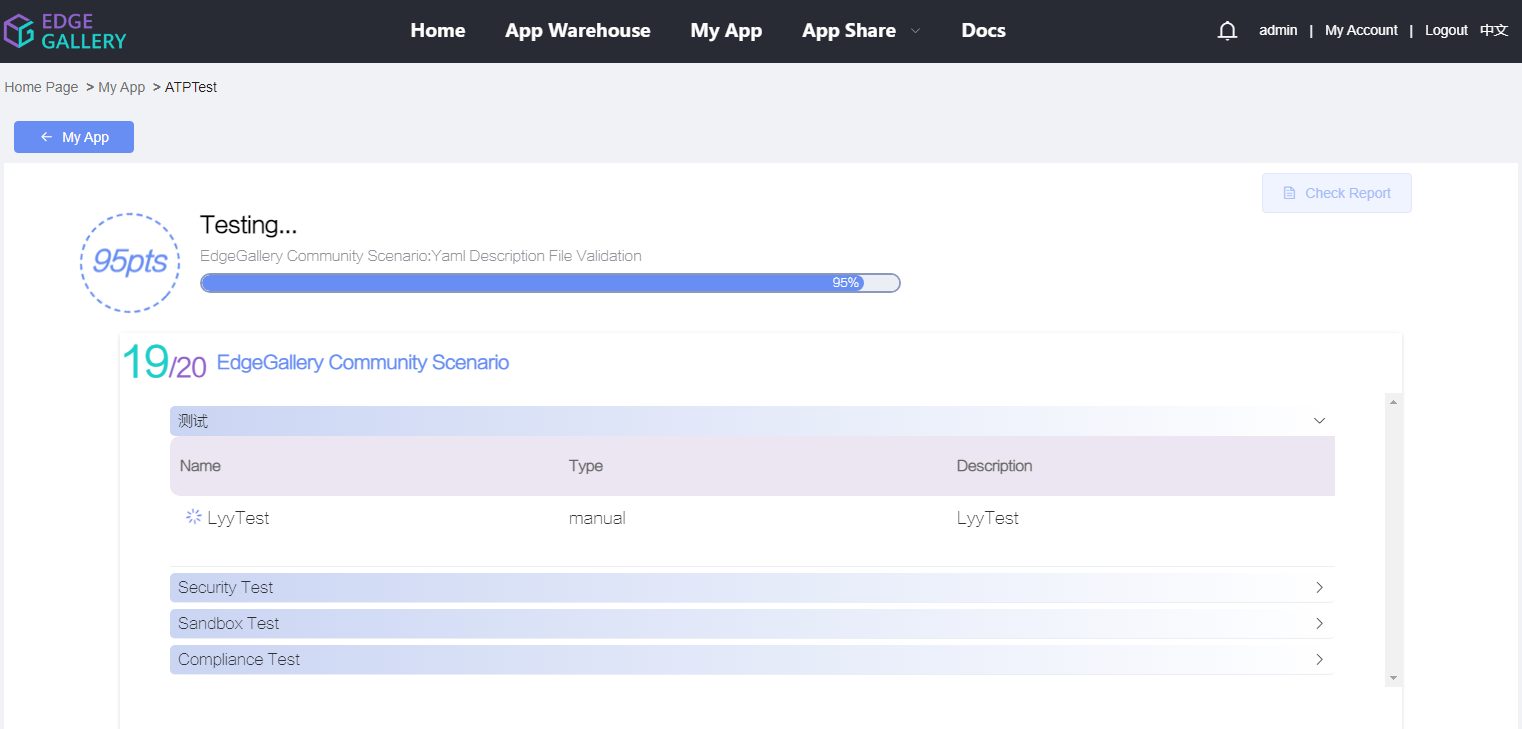 EDGE GALLERY
Home App Warehouse My App App Share Docs
admin | My Account | Logout 中文
Home Page > My App > ATPTest
My App
Check Report
95pts
Testing...
EdgeGallery Community Scenario:Yaml Description File Validation
95%
19/20 EdgeGallery Community Scenario
测试
Name Type Description
LyyTest manual LyyTest
Security Test
Sandbox Test
Compliance Test